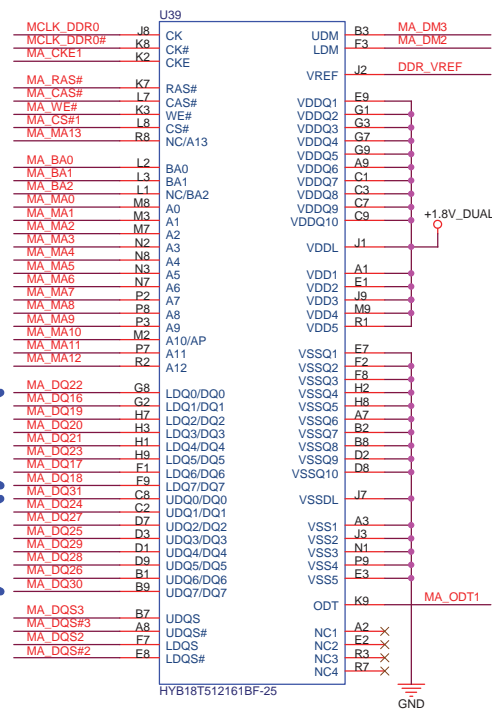 U39
MCLK_DDR0 J8 CK UDM B3 MA_DM3
MCLK_DDR0# K8 CK# LDM F3 MA_DM2
MA_CKE1 K2 CKE
VREF J2 DDR_VREF
MA_RAS# K7 RAS#
MA_CAS# L7 CAS# VDDQ1 E9
MA_WE# K3 WE# VDDQ2 G1
MA_CS#1 L8 CS# VDDQ3 G3
MA_MA13 R8 NC/A13 VDDQ4 G7
VDDQ5 G9
MA_BA0 L2 BA0 VDDQ6 A9
MA_BA1 L3 BA1 VDDQ7 C1
MA_BA2 L1 NC/BA2 VDDQ8 C3
MA_MA0 M8 A0 VDDQ9 C7
MA_MA1 M3 A1 VDDQ10 C9
+1.8V_DUAL
MA_MA2 M7 A2
MA_MA3 N2 A3 VDDL J1
MA_MA4 N8 A4
MA_MA5 N3 A5 VDD1 A1
MA_MA6 N7 A6 VDD2 E1
MA_MA7 P2 A7 VDD3 J9
MA_MA8 P8 A8 VDD4 M9
MA_MA9 P3 A9 VDD5 R1
MA_MA10 M2 A10/AP
MA_MA11 P7 A11 VSSQ1 E7
MA_MA12 R2 A12 VSSQ2 F2
VSSQ3 F8
MA_DQ22 G8 LDQ0/DQ0 VSSQ4 H2
MA_DQ16 G2 LDQ1/DQ1 VSSQ5 H8
MA_DQ19 H7 LDQ2/DQ2 VSSQ6 A7
MA_DQ20 H3 LDQ3/DQ3 VSSQ7 B2
MA_DQ21 H1 LDQ4/DQ4 VSSQ8 B8
MA_DQ23 H9 LDQ5/DQ5 VSSQ9 D2
MA_DQ17 F1 LDQ6/DQ6 VSSQ10 D8
MA_DQ18 F9 LDQ7/DQ7
MA_DQ31 C8 UDQ0/DQ0 VSSDL J7
MA_DQ24 C2 UDQ1/DQ1
MA_DQ27 D7 UDQ2/DQ2 VSS1 A3
MA_DQ25 D3 UDQ3/DQ3 VSS2 J3
MA_DQ29 D1 UDQ4/DQ4 VSS3 N1
MA_DQ28 D9 UDQ5/DQ5 VSS4 P9
MA_DQ26 B1 UDQ6/DQ6 VSS5 E3
MA_DQ30 B9 UDQ7/DQ7
ODT K9 MA_ODT1
MA_DQS3 B7 UDQS
MA_DQS#3 A8 UDQS# NC1 A2
MA_DQS2 F7 LDQS NC2 E2
MA_DQS#2 E8 LDQS# NC3 R3
NC4 R7
HYB18T512161BF-25
GND